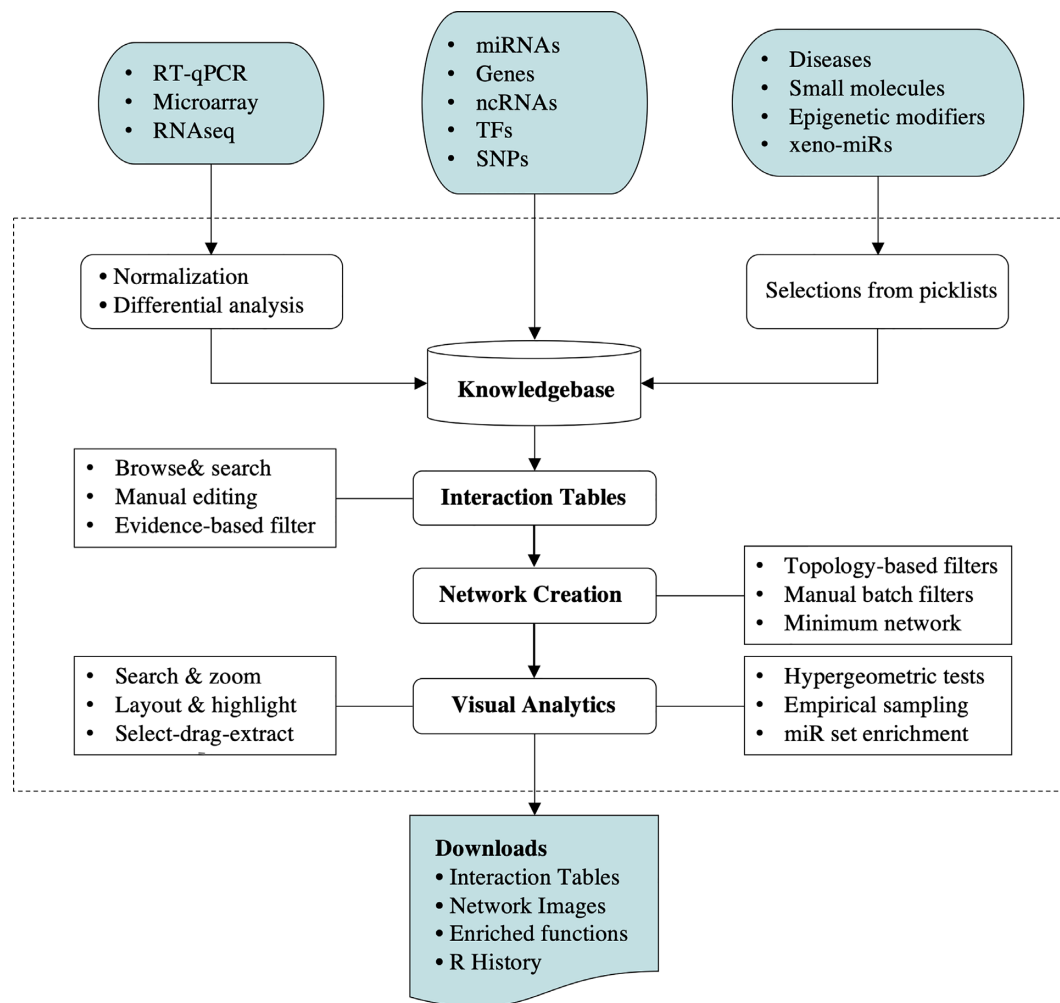 • RT-qPCR
• Microarray
• RNAseq
• miRNAs
• Genes
• ncRNAs
• TFs
• SNPs
• Diseases
• Small molecules
• Epigenetic modifiers
• xeno-miRs
• Normalization
• Differential analysis
Selections from picklists
Knowledgebase
• Browse& search
• Manual editing
• Evidence-based filter
Interaction Tables
Network Creation
• Topology-based filters
• Manual batch filters
• Minimum network
• Search & zoom
• Layout & highlight
• Select-drag-extract
Visual Analytics
• Hypergeometric tests
• Empirical sampling
• miR set enrichment
Downloads
• Interaction Tables
• Network Images
• Enriched functions
• R History